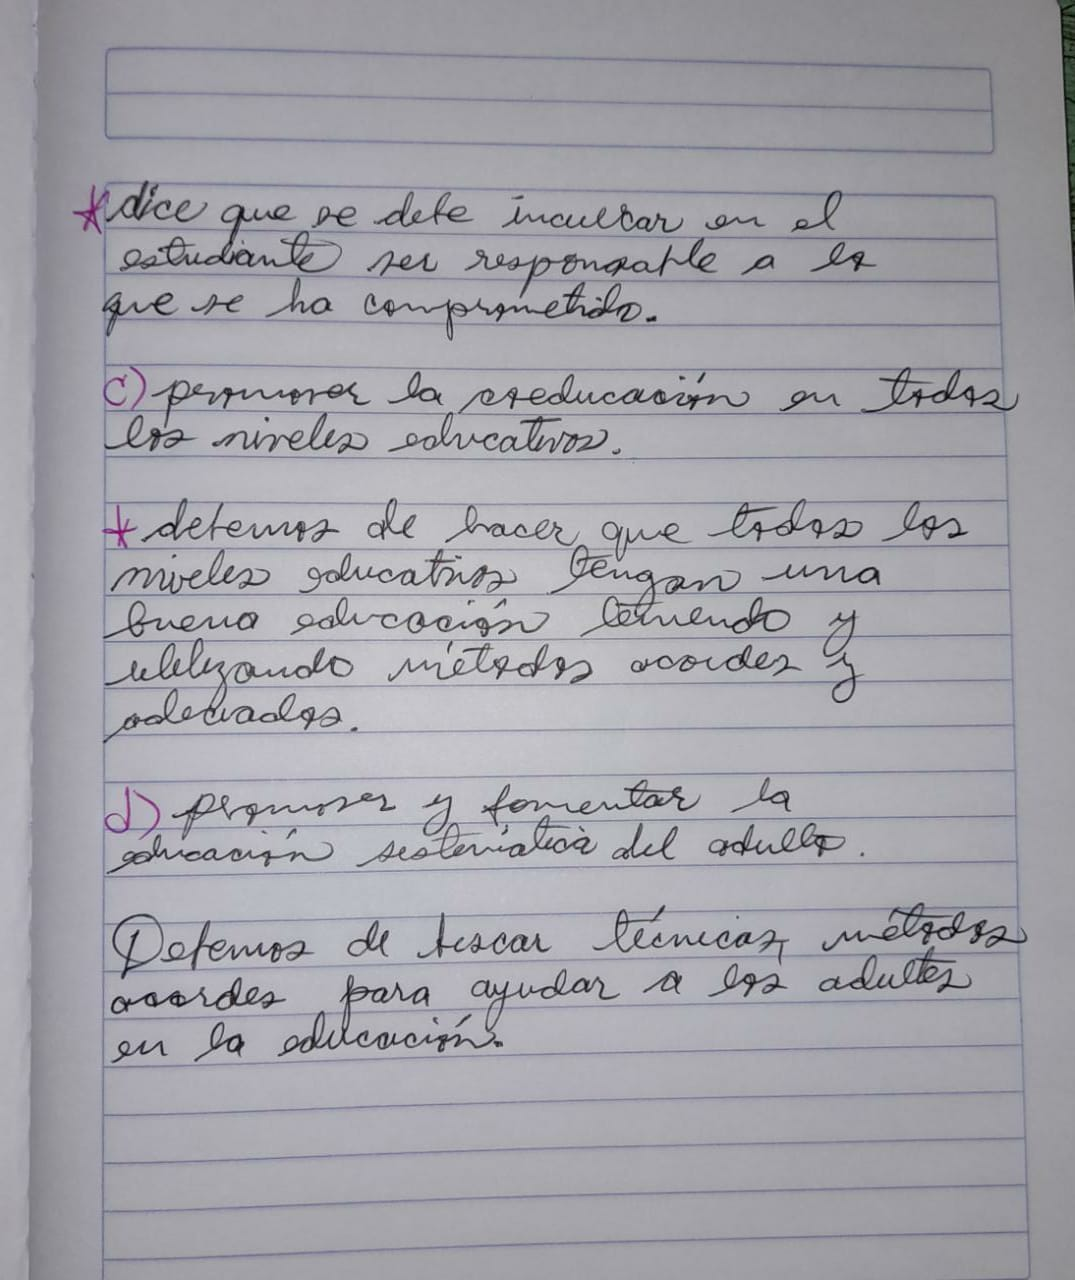 * dice que se debe inculcar en el
estudiante ser responsable a lo
que se ha comprometido.
c) promover la coeducación en todos
los niveles educativos.
* debemos de hacer que todos los
niveles educativos tengan una
buena educación teniendo y
utilizando métodos acordes y
adecuados.
d) promover y fomentar la
educación sistemática del adulto.
Debemos de buscar técnicas, métodos
acordes para ayudar a los adultos
en la educación.